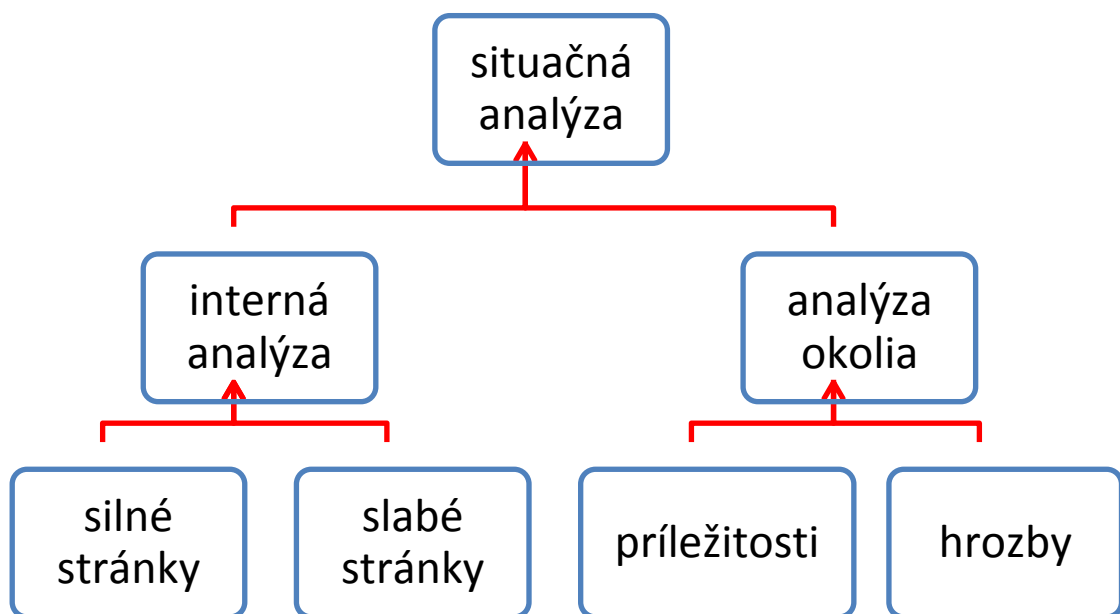 situačná
analýza
interná
analýza
analýza
okolia
silné
stránky
slabé
stránky
príležitosti
hrozby